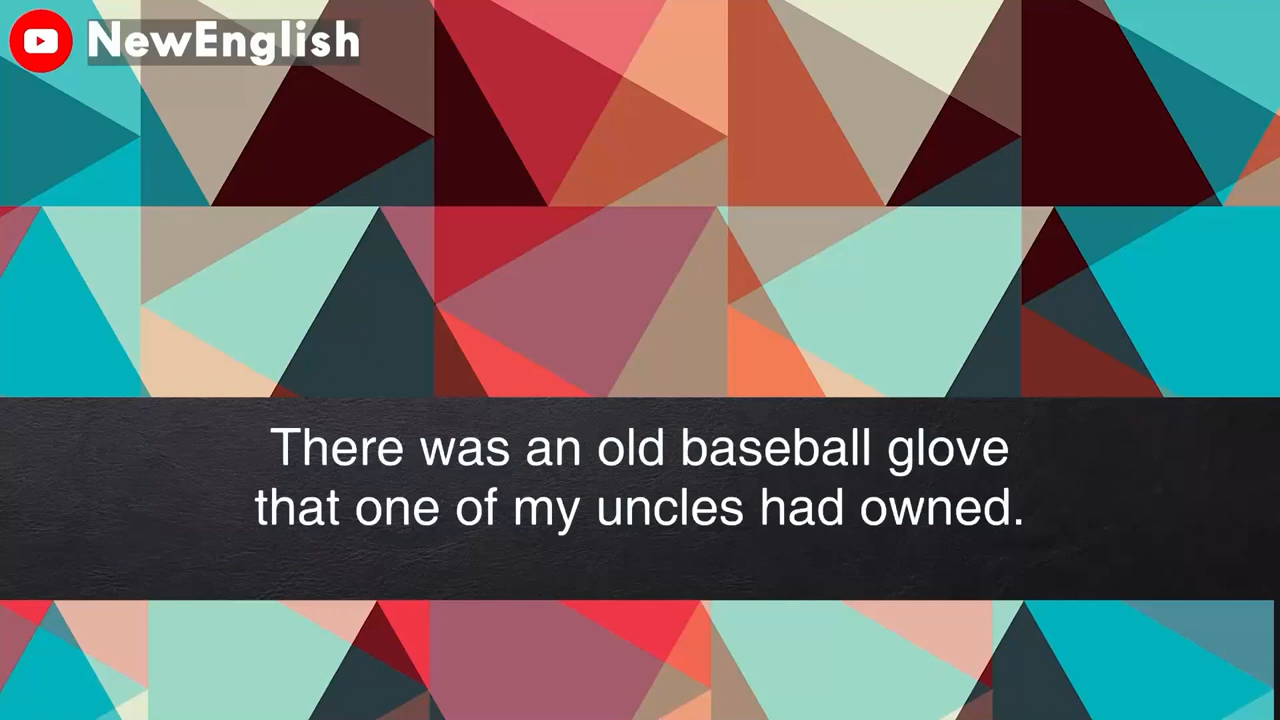 NewEnglish
There was an old baseball glove
that one of my uncles had owned.